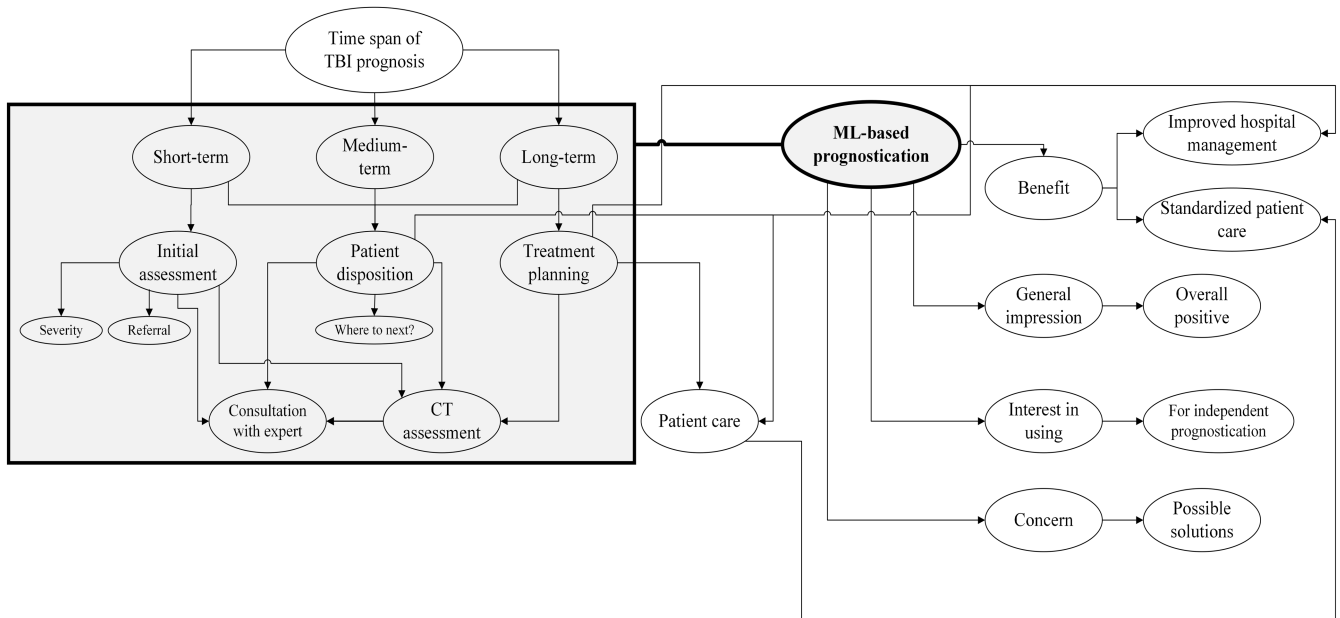 Time span of
TBI prognosis
Short-term
Medium-
term
Long-term
Initial
assessment
Patient
disposition
Treatment
planning
Severity
Referral
Where to next?
Consultation
with expert
CT
assessment
Patient care
ML-based
prognostication
Benefit
Improved hospital
management
Standardized patient
care
General
impression
Overall
positive
Interest in
using
For independent
prognostication
Concern
Possible
solutions